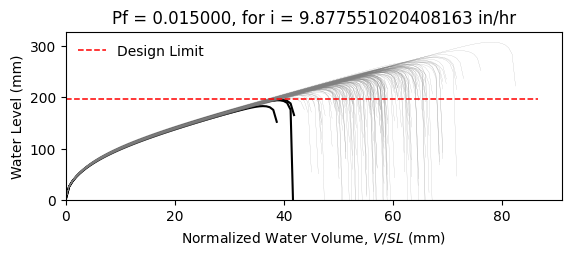 Pf = 0.015000, for i = 9.877551020408163 in/hr
Water Level (mm)
300
200
100
0
Design Limit
0 20 40 60 80
Normalized Water Volume, V/SL (mm)